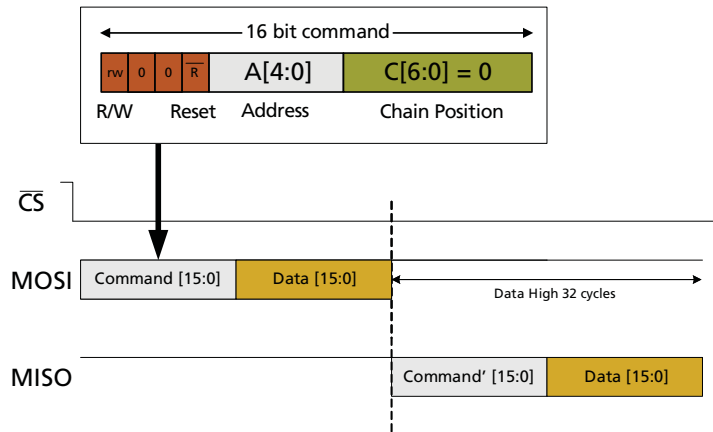 16 bit command
rw 0 0 R̅ A[4:0] C[6:0] = 0
R/W Reset Address Chain Position
C̅S̅
MOSI Command [15:0] Data [15:0]
Data High 32 cycles
MISO Command’ [15:0] Data [15:0]